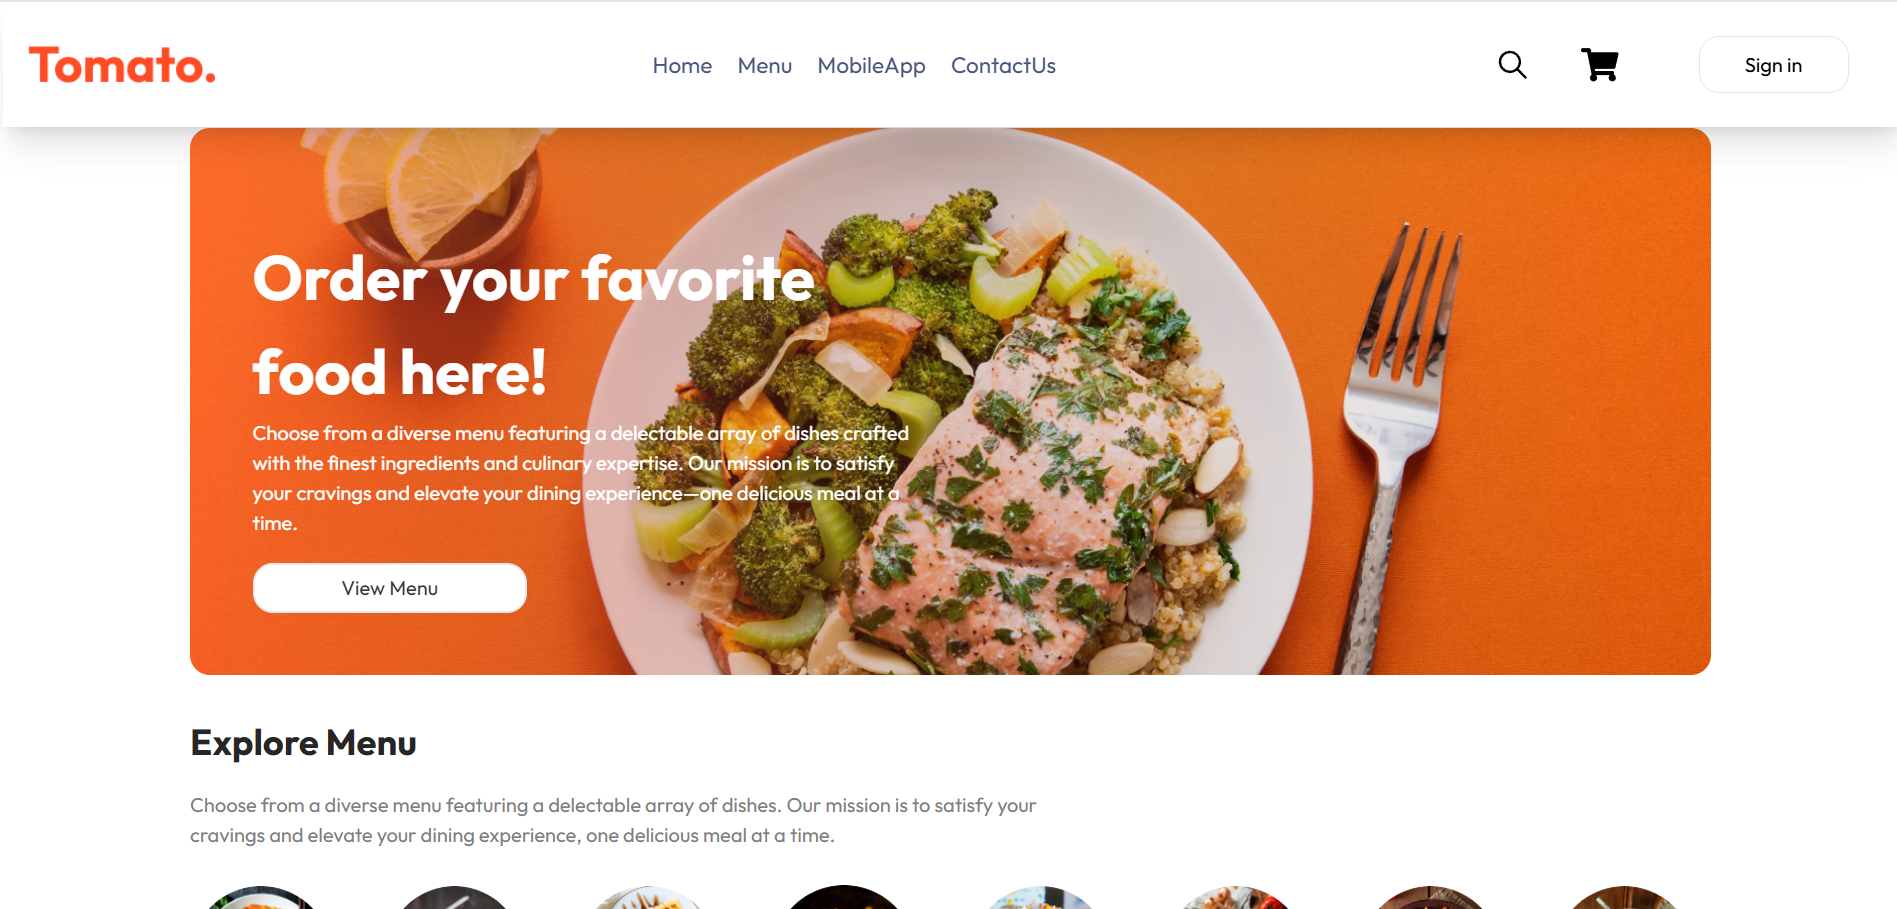 Tomato.
Home Menu MobileApp ContactUs
Sign in
Order your favorite
food here!
Choose from a diverse menu featuring a delectable array of dishes crafted
with the finest ingredients and culinary expertise. Our mission is to satisfy
your cravings and elevate your dining experience—one delicious meal at a
time.
View Menu
Explore Menu
Choose from a diverse menu featuring a delectable array of dishes. Our mission is to satisfy your
cravings and elevate your dining experience, one delicious meal at a time.